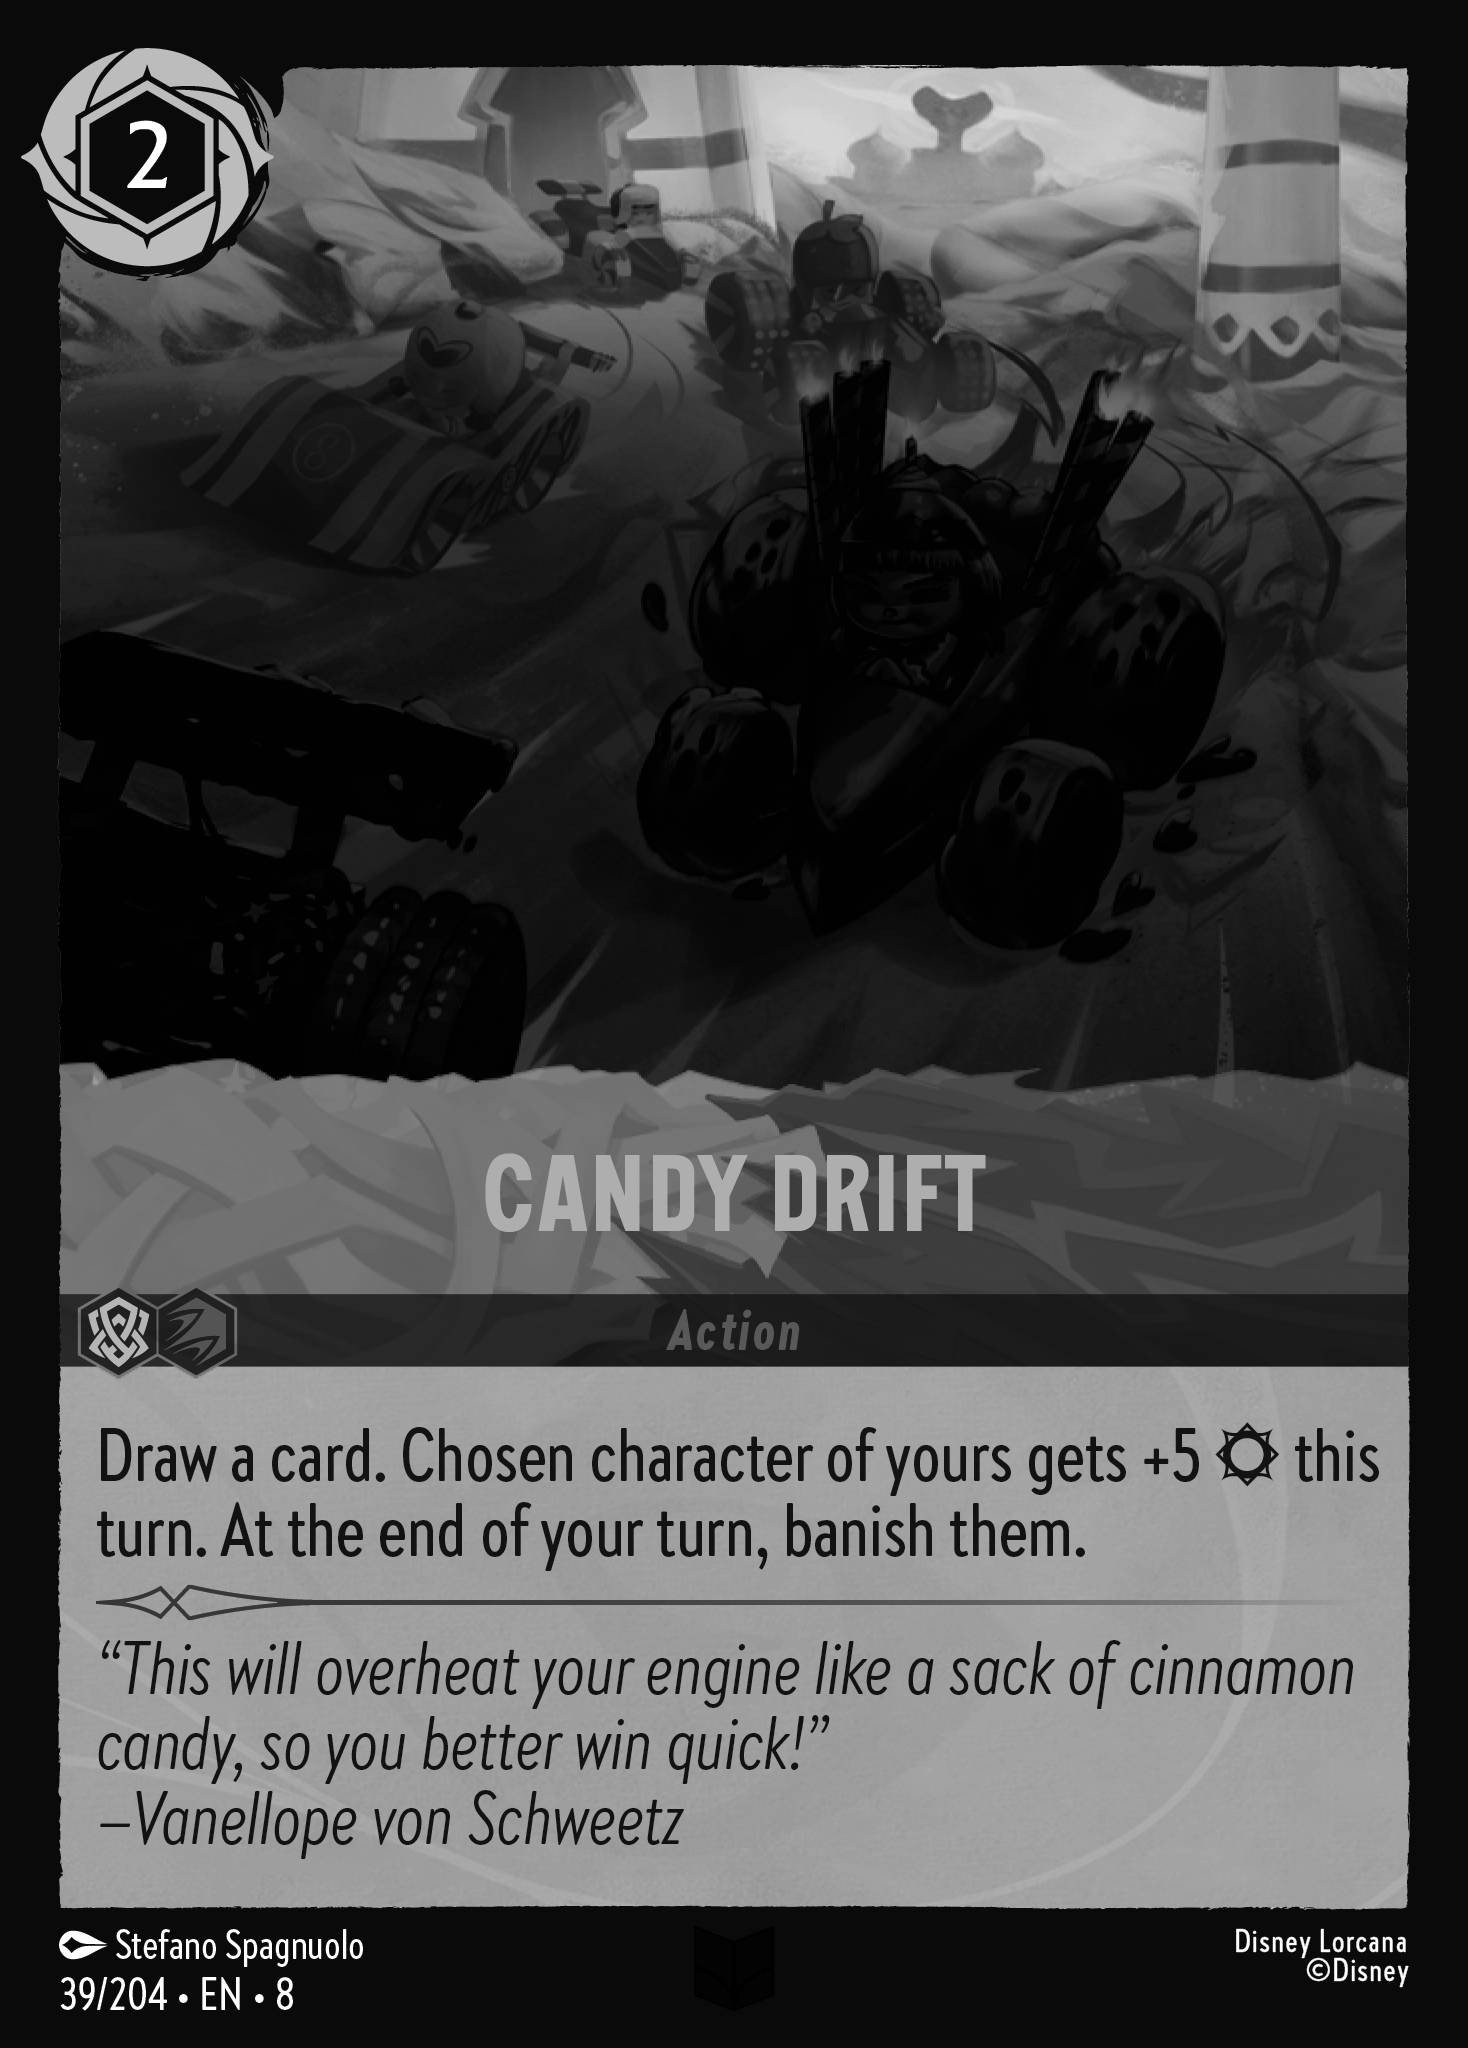 2
CANDY DRIFT
Action
Draw a card. Chosen character of yours gets +5 this
turn. At the end of your turn, banish them.
“This will overheat your engine like a sack of cinnamon
candy, so you better win quick!”
–Vanellope von Schweetz
Stefano Spagnuolo
39/204 • EN • 8
Disney Lorcana
©Disney